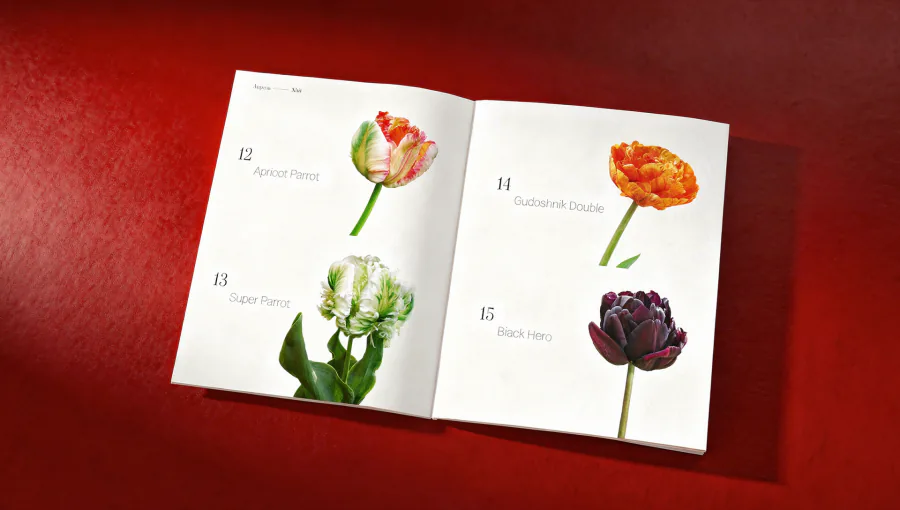 12
Apricot Parrot
13
Super Parrot
14
Gudoshnik Double
15
Black Hero